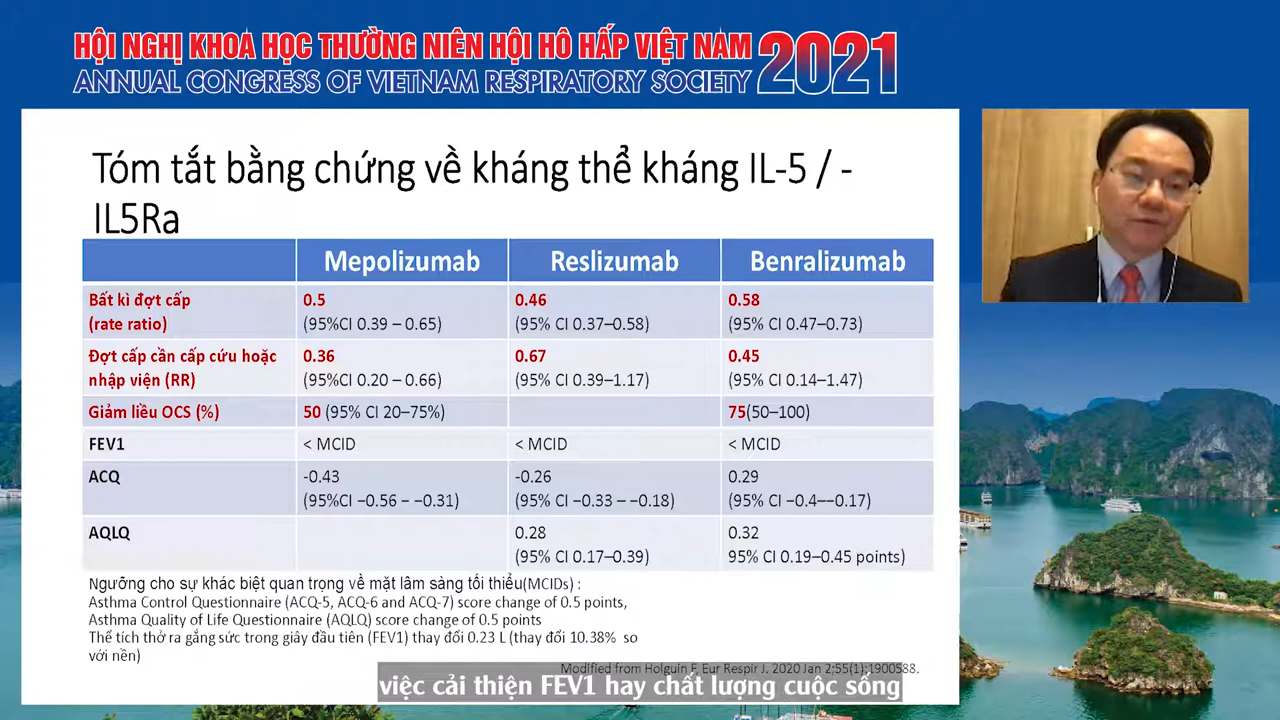 HỘI NGHỊ KHOA HỌC THƯỜNG NIÊN HỘI HÔ HẤP VIỆT NAM 2021
ANNUAL CONGRESS OF VIETNAM RESPIRATORY SOCIETY
Tóm tắt bằng chứng về kháng thể kháng IL-5 / -
IL5Ra
Mepolizumab Reslizumab Benralizumab
Bất kì đợt cấp 0.5 0.46 0.58
(rate ratio) (95%CI 0.39 – 0.65) (95% CI 0.37–0.58) (95% CI 0.47–0.73)
Đợt cấp cần cấp cứu hoặc 0.36 0.67 0.45
nhập viện (RR) (95%CI 0.20 – 0.66) (95% CI 0.39–1.17) (95% CI 0.14–1.47)
Giảm liều OCS (%) 50 (95% CI 20–75%) 75(50–100)
FEV1 < MCID < MCID < MCID
ACQ -0.43 -0.26 0.29
(95%CI −0.56 – −0.31) (95% CI −0.33 – −0.18) (95% CI −0.4–−0.17)
AQLQ 0.28 0.32
(95% CI 0.17–0.39) 95% CI 0.19–0.45 points)
Ngưỡng cho sự khác biệt quan trọng về mặt lâm sàng tối thiểu(MCIDs) :
Asthma Control Questionnaire (ACQ-5, ACQ-6 and ACQ-7) score change of 0.5 points,
Asthma Quality of Life Questionnaire (AQLQ) score change of 0.5 points
Thể tích thở ra gắng sức trong giây đầu tiên (FEV1) thay đổi 0.23 L (thay đổi 10.38% so
với nền)
Modified from Holguin F, Eur Respir J. 2020 Jan 2;55(1):1900588.
việc cải thiện FEV1 hay chất lượng cuộc sống